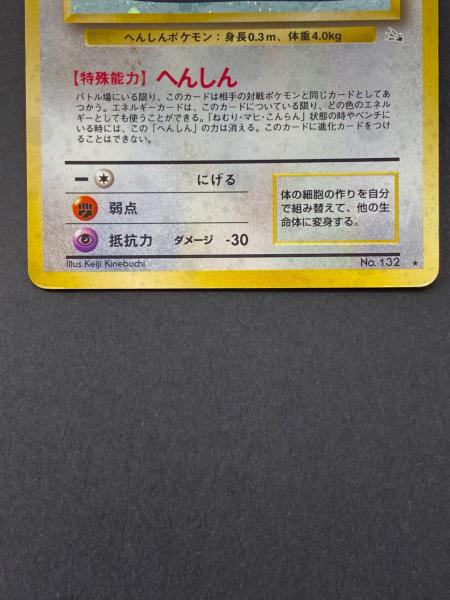 へんしんポケモン：身長0.3m、体重4.0kg
【特殊能力】へんしん
バトル場にいる限り、このカードは相手の対戦ポケモンと同じカードとしてあ
つかう。エネルギーカードは、このカードについている限り、どの色のエネル
ギーとしても使うことができる。「ねむり・マヒ・こんらん」状態の時やベンチに
いる時には、この「へんしん」の力は消える。このカードに進化カードをつけ
ることはできない。
にげる
弱点
抵抗力 ダメージ -30
体の細胞の作りを自分
で組み替えて、他の生
命体に変身する。
Illus.Keiji Kinebuchi
No. 132 ★